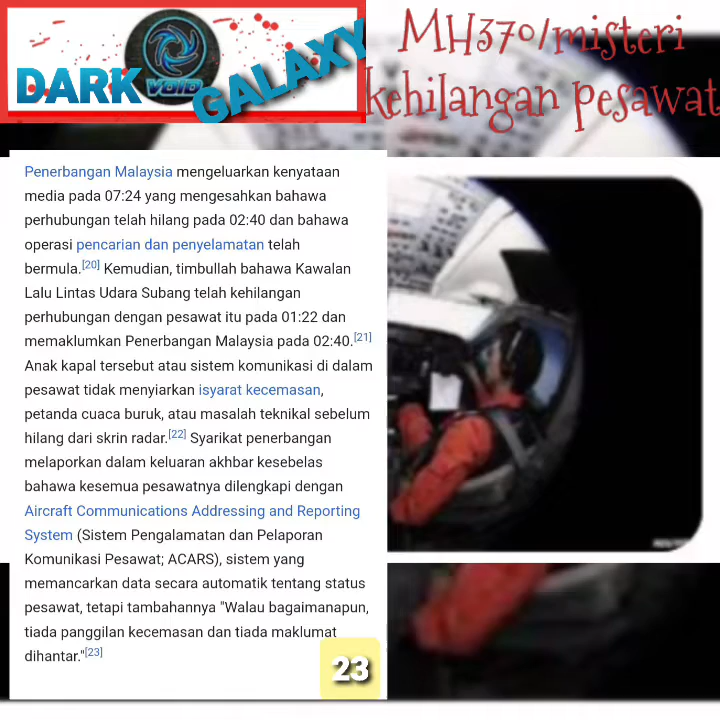 DARK VOID GALAXY
MH370/misteri
kehilangan pesawat
Penerbangan Malaysia mengeluarkan kenyataan
media pada 07:24 yang mengesahkan bahawa
perhubungan telah hilang pada 02:40 dan bahawa
operasi pencarian dan penyelamatan telah
bermula.[20] Kemudian, timbullah bahawa Kawalan
Lalu Lintas Udara Subang telah kehilangan
perhubungan dengan pesawat itu pada 01:22 dan
memaklumkan Penerbangan Malaysia pada 02:40.[21]
Anak kapal tersebut atau sistem komunikasi di dalam
pesawat tidak menyiarkan isyarat kecemasan,
petanda cuaca buruk, atau masalah teknikal sebelum
hilang dari skrin radar.[22] Syarikat penerbangan
melaporkan dalam keluaran akhbar kesebelas
bahawa kesemua pesawatnya dilengkapi dengan
Aircraft Communications Addressing and Reporting
System (Sistem Pengalamatan dan Pelaporan
Komunikasi Pesawat; ACARS), sistem yang
memancarkan data secara automatik tentang status
pesawat, tetapi tambahannya "Walau bagaimanapun,
tiada panggilan kecemasan dan tiada maklumat
dihantar."[23]
23